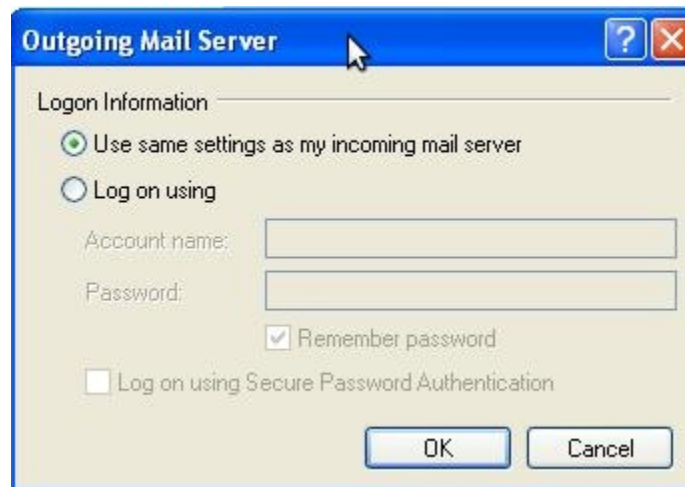 Outgoing Mail Server
Logon Information
Use same settings as my incoming mail server
Log on using
Account name:
Password:
Remember password
Log on using Secure Password Authentication
OK Cancel